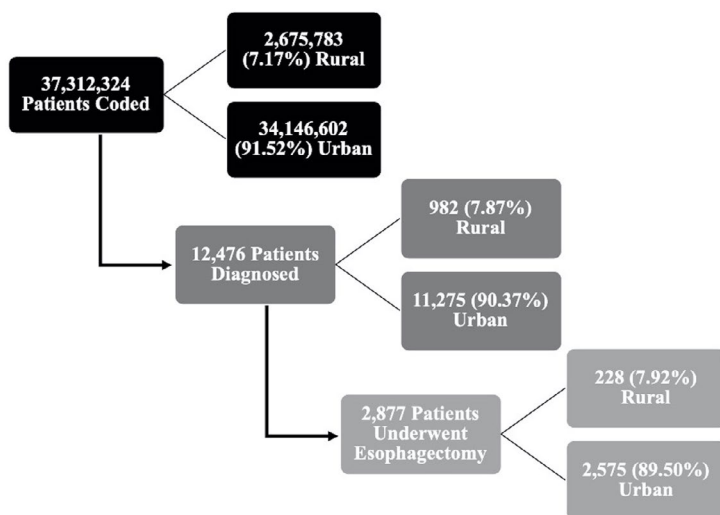 37,312,324
Patients Coded
2,675,783
(7.17%) Rural
34,146,602
(91.52%) Urban
12,476 Patients
Diagnosed
982 (7.87%)
Rural
11,275 (90.37%)
Urban
2,877 Patients
Underwent
Esophagectomy
228 (7.92%)
Rural
2,575 (89.50%)
Urban